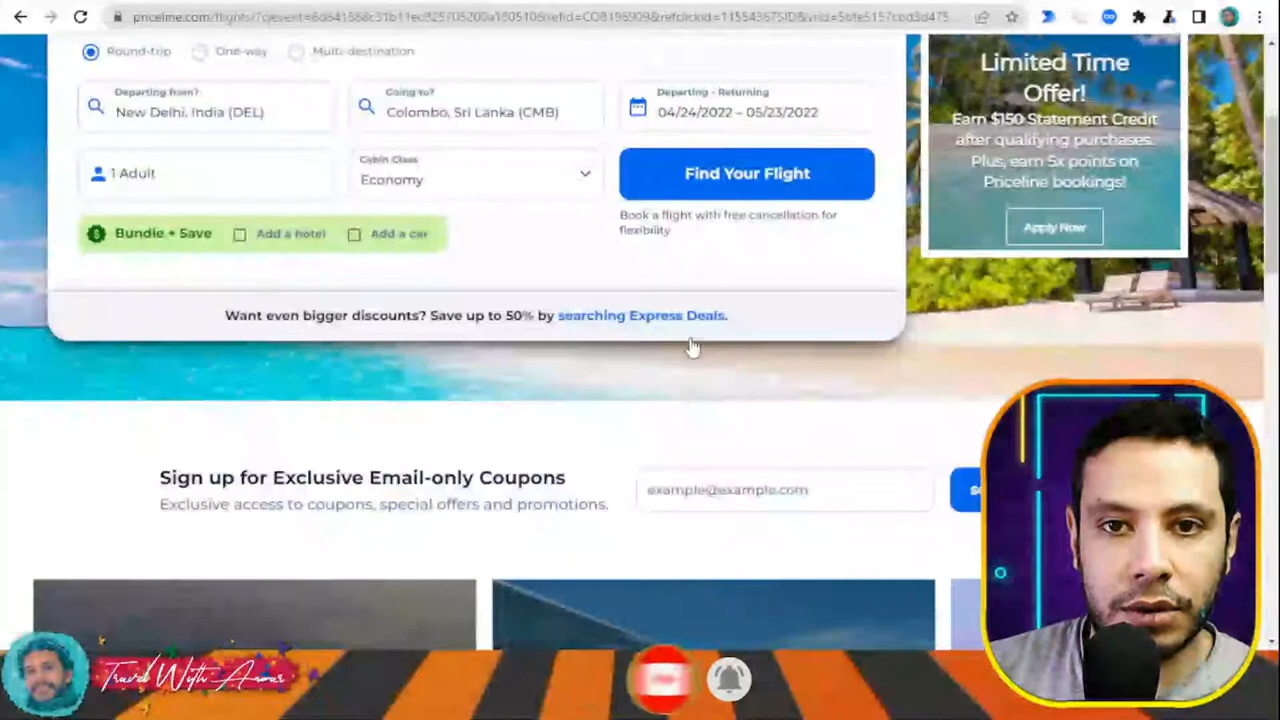 Round-trip One-way Multi-destination
Departing from?
New Delhi, India (DEL)
Going to?
Colombo, Sri Lanka (CMB)
Departing - Returning
04/24/2022 – 05/23/2022
1 Adult
Cabin Class
Economy
Find Your Flight
Book a flight with free cancellation for
flexibility
Bundle + Save Add a hotel Add a car
Want even bigger discounts? Save up to 50% by searching Express Deals.
Limited Time
Offer!
Earn $150 Statement Credit
after qualifying purchases.
Plus, earn 5x points on
Priceline bookings!
Apply Now
Sign up for Exclusive Email-only Coupons
Exclusive access to coupons, special offers and promotions.
example@example.com
Travel With Anwar